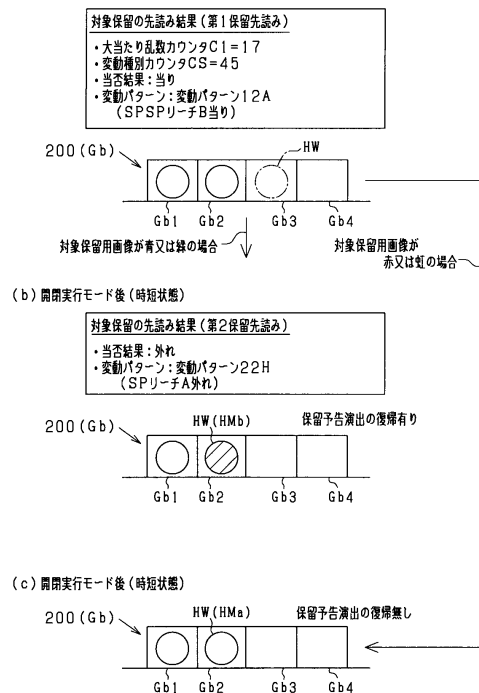 対象保留の先読み結果(第1保留先読み)
・大当たり乱数カウンタC1=17
・変動種別カウンタCS=45
・当否結果:当り
・変動パターン:変動パターン12A
(SPSPリーチB当り)
HW
200(Gb)
Gb1 Gb2 Gb3 Gb4
対象保留用画像が青又は緑の場合
対象保留用画像が
赤又は虹の場合
(b)開閉実行モード後(時短状態)
対象保留の先読み結果(第2保留先読み)
・当否結果:外れ
・変動パターン:変動パターン22H
(SPリーチA外れ)
HW(HMb) 保留予告演出の復帰有り
200(Gb)
Gb1 Gb2 Gb3 Gb4
(c)開閉実行モード後(時短状態)
HW(HMa) 保留予告演出の復帰無し
200(Gb)
Gb1 Gb2 Gb3 Gb4